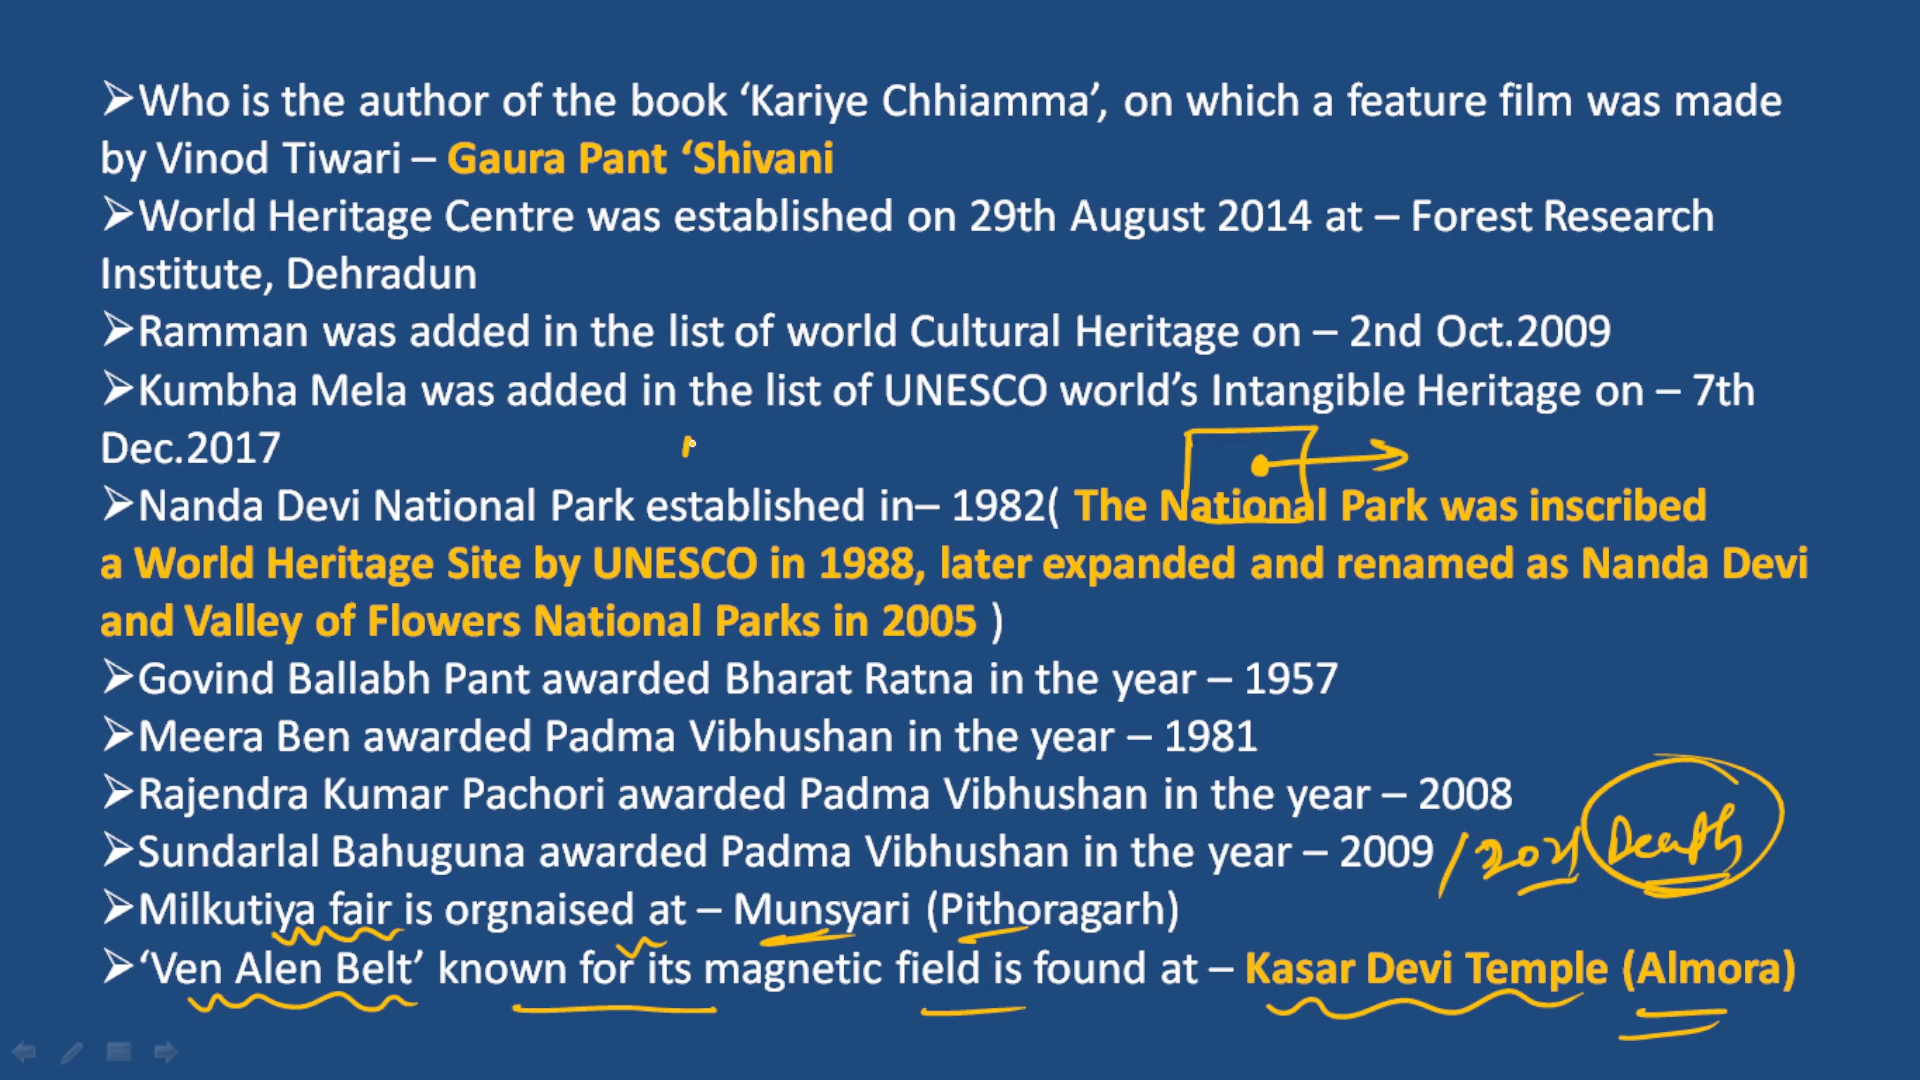 ➢Who is the author of the book ‘Kariye Chhiamma’, on which a feature film was made
by Vinod Tiwari – Gaura Pant ‘Shivani
➢World Heritage Centre was established on 29th August 2014 at – Forest Research
Institute, Dehradun
➢Ramman was added in the list of world Cultural Heritage on – 2nd Oct.2009
➢Kumbha Mela was added in the list of UNESCO world’s Intangible Heritage on – 7th
Dec.2017
➢Nanda Devi National Park established in– 1982( The National Park was inscribed
a World Heritage Site by UNESCO in 1988, later expanded and renamed as Nanda Devi
and Valley of Flowers National Parks in 2005 )
➢Govind Ballabh Pant awarded Bharat Ratna in the year – 1957
➢Meera Ben awarded Padma Vibhushan in the year – 1981
➢Rajendra Kumar Pachori awarded Padma Vibhushan in the year – 2008
➢Sundarlal Bahuguna awarded Padma Vibhushan in the year – 2009 / 2021 Death
➢Milkutiya fair is orgnaised at – Munsyari (Pithoragarh)
➢‘Ven Alen Belt’ known for its magnetic field is found at – Kasar Devi Temple (Almora)